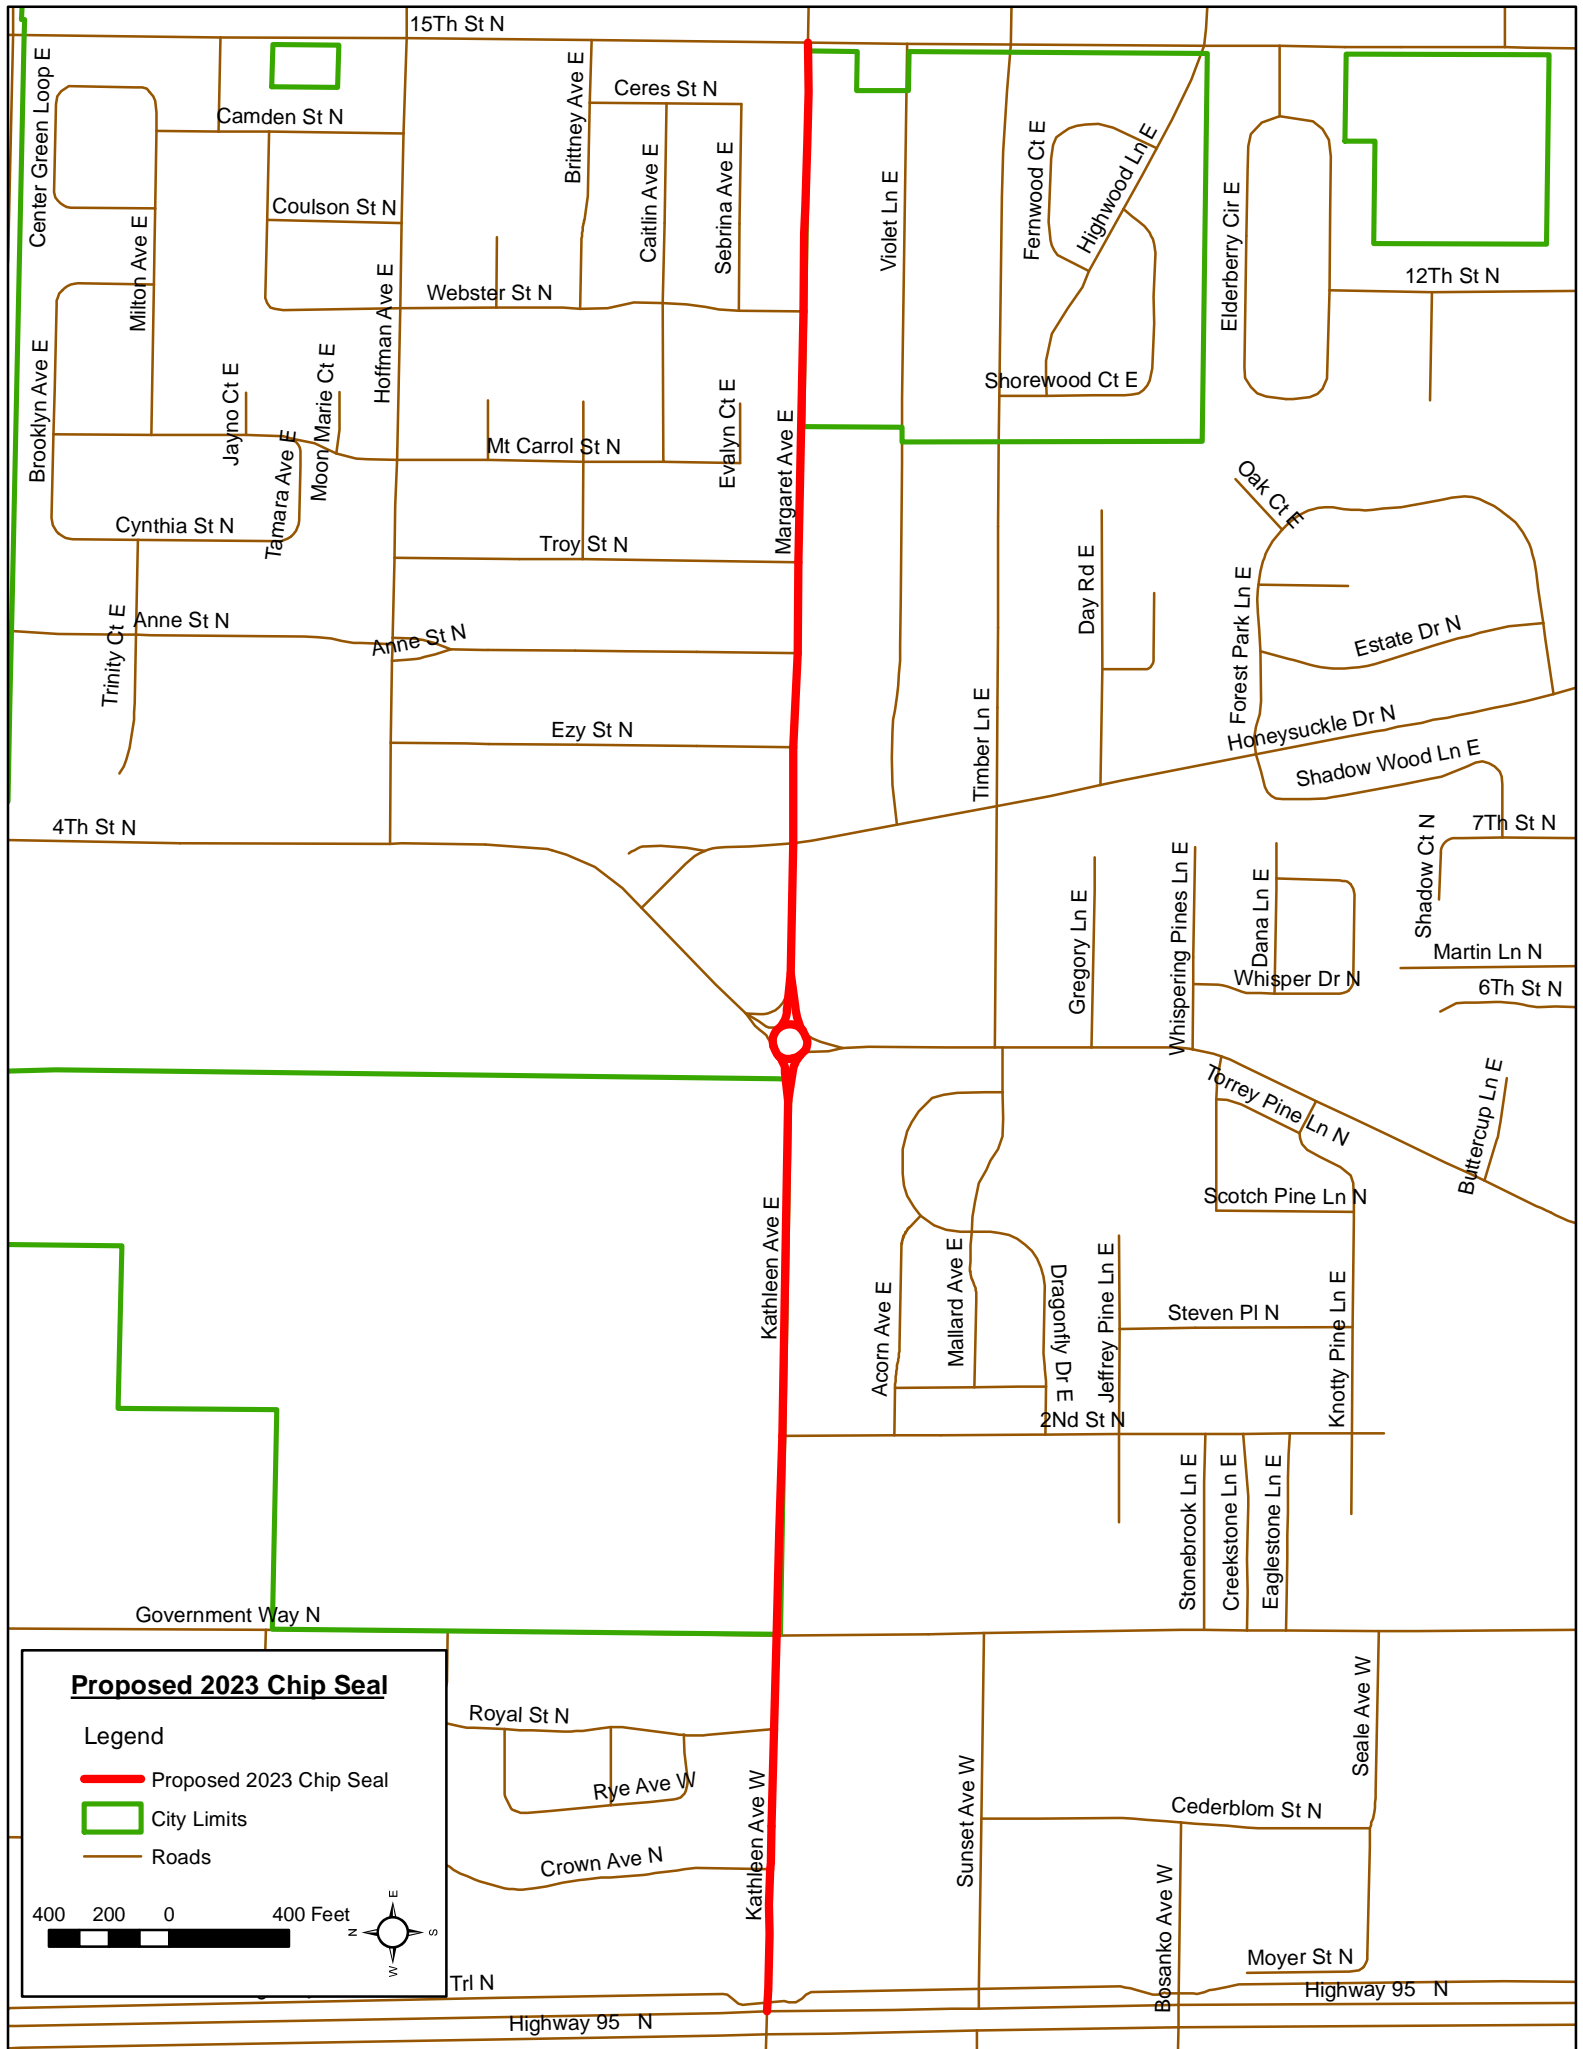 15Th St N
Center Green Loop E
Camden St N
Brittney Ave E
Ceres St N
Caitlin Ave E
Sebrina Ave E
Violet Ln E
Fernwood Ct E
Highwood Ln E
Elderberry Cir E
Coulson St N
Milton Ave E
Hoffman Ave E
Webster St N
12Th St N
Brooklyn Ave E
Jayno Ct E
Moon Marie Ct E
Tamara Ave E
Shorewood Ct E
Evalyn Ct E
Margaret Ave E
Mt Carrol St N
Oak Ct E
Cynthia St N
Troy St N
Day Rd E
Forest Park Ln E
Estate Dr N
Trinity Ct E
Anne St N
Anne St N
Timber Ln E
Ezy St N
Honeysuckle Dr N
Shadow Wood Ln E
4Th St N
7Th St N
Shadow Ct N
Gregory Ln E
Whispering Pines Ln E
Dana Ln E
Whisper Dr N
Martin Ln N
6Th St N
Torrey Pine Ln N
Buttercup Ln E
Scotch Pine Ln N
Kathleen Ave E
Acorn Ave E
Mallard Ave E
Dragonfly Dr E
Jeffrey Pine Ln E
Steven Pl N
Knotty Pine Ln E
2Nd St N
Stonebrook Ln E
Creekstone Ln E
Eaglestone Ln E
Government Way N
Royal St N
Rye Ave W
Kathleen Ave W
Crown Ave N
Sunset Ave W
Seale Ave W
Cederblom St N
Bosanko Ave W
Moyer St N
Trl N
Highway 95 N
Highway 95 N
Proposed 2023 Chip Seal
Legend
Proposed 2023 Chip Seal
City Limits
Roads
400 200 0 400 Feet
E
N S
W